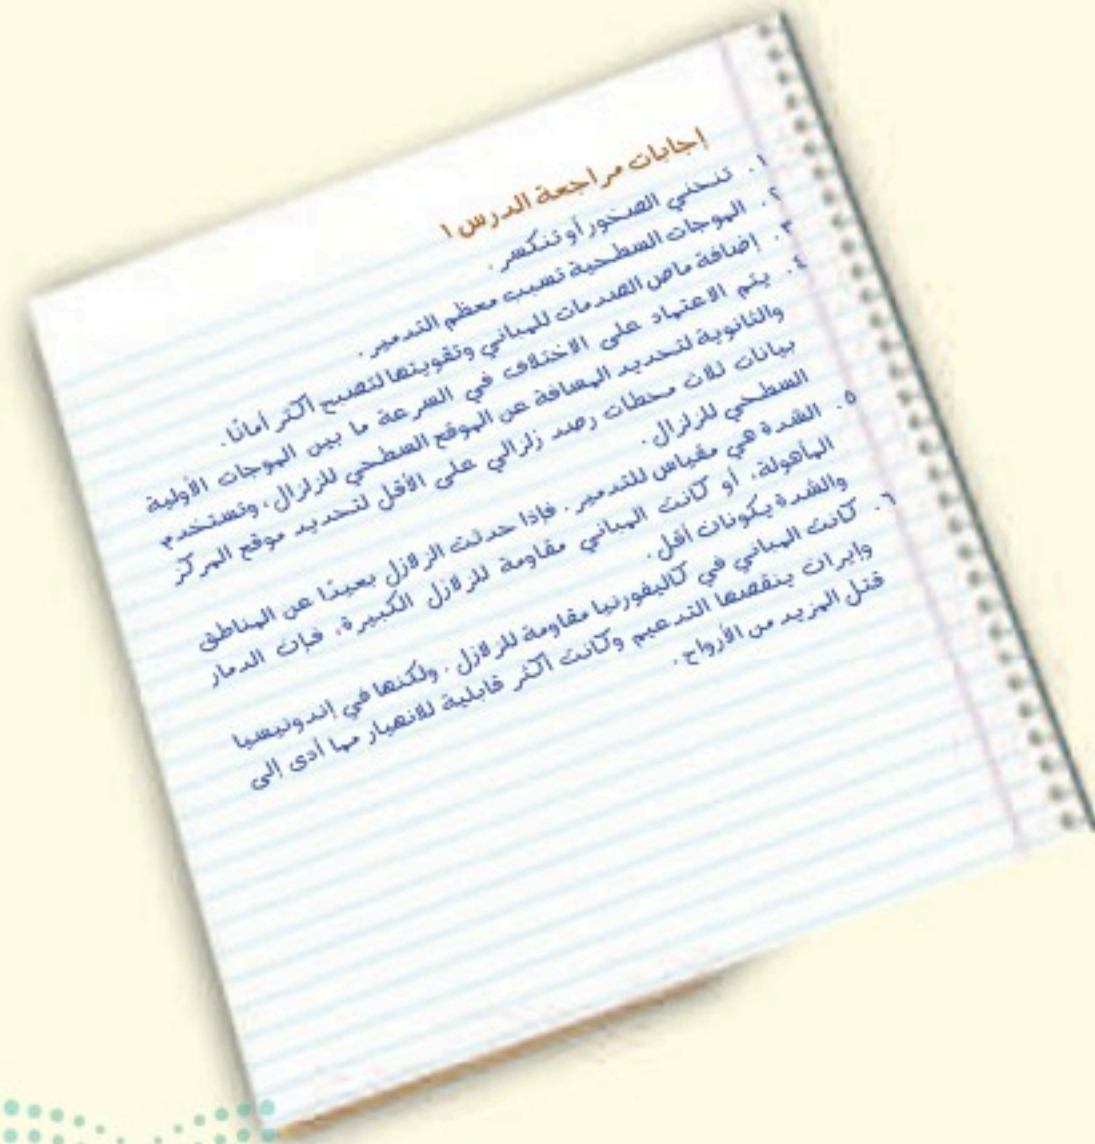 إجابات مراجعة الدرس ١
١. تنحني الصخور أو تنكسر.
٢. الموجات السطحية تسبب معظم التدمير.
٣. إضافة ماص الصدمات للمباني وتقويتها لتصبح أكثر أمانًا.
٤. يتم الاعتماد على الاختلاف في السرعة ما بين الموجات الأولية
والثانوية لتحديد المسافة عن الموقع السطحي للزلزال، وتستخدم
بيانات ثلاث محطات رصد زلزالي على الأقل لتحديد موقع المركز
السطحي للزلزال.
٥. الشدة هي مقياس للتدمير. فإذا حدثت الزلازل بعيدًا عن المناطق
المأهولة، أو كانت المباني مقاومة للزلازل الكبيرة، فإن الدمار
والشدة يكونان أقل.
٦. كانت المباني في كاليفورنيا مقاومة للزلازل. ولكنها في إندونيسيا
وإيران ينقصها التدعيم وكانت أكثر قابلية للانهيار مما أدى إلى
قتل المزيد من الأرواح.